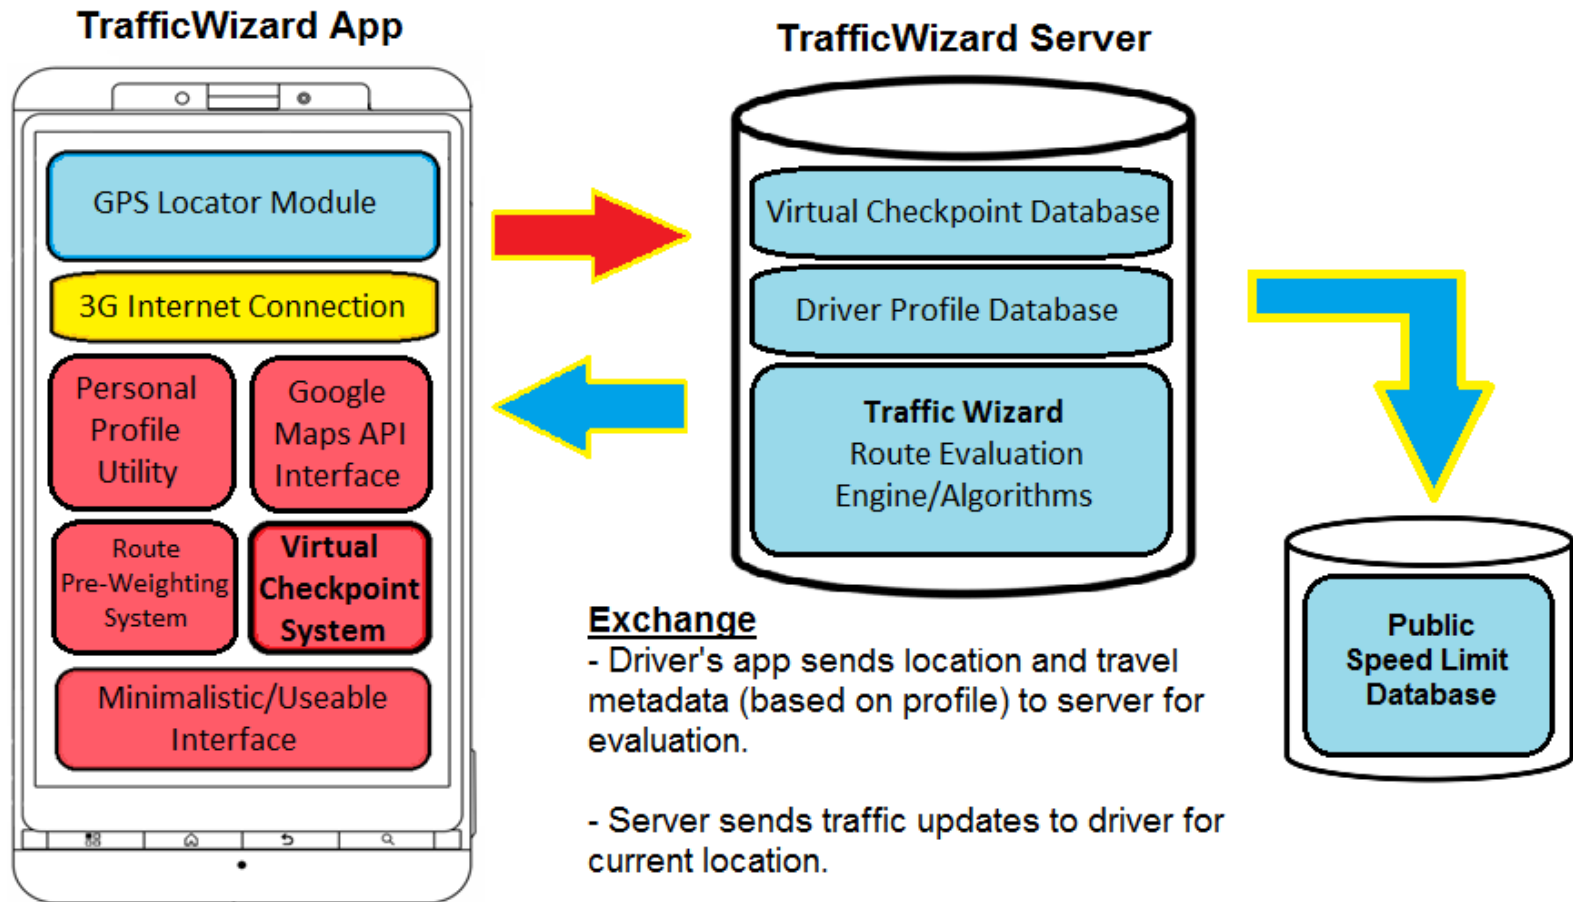 TrafficWizard App
GPS Locator Module
3G Internet Connection
Personal
Profile
Utility
Google
Maps API
Interface
Route
Pre-Weighting
System
Virtual
Checkpoint
System
Minimalistic/Useable
Interface
TrafficWizard Server
Virtual Checkpoint Database
Driver Profile Database
Traffic Wizard
Route Evaluation
Engine/Algorithms
Exchange
- Driver's app sends location and travel
metadata (based on profile) to server for
evaluation.
- Server sends traffic updates to driver for
current location.
Public
Speed Limit
Database